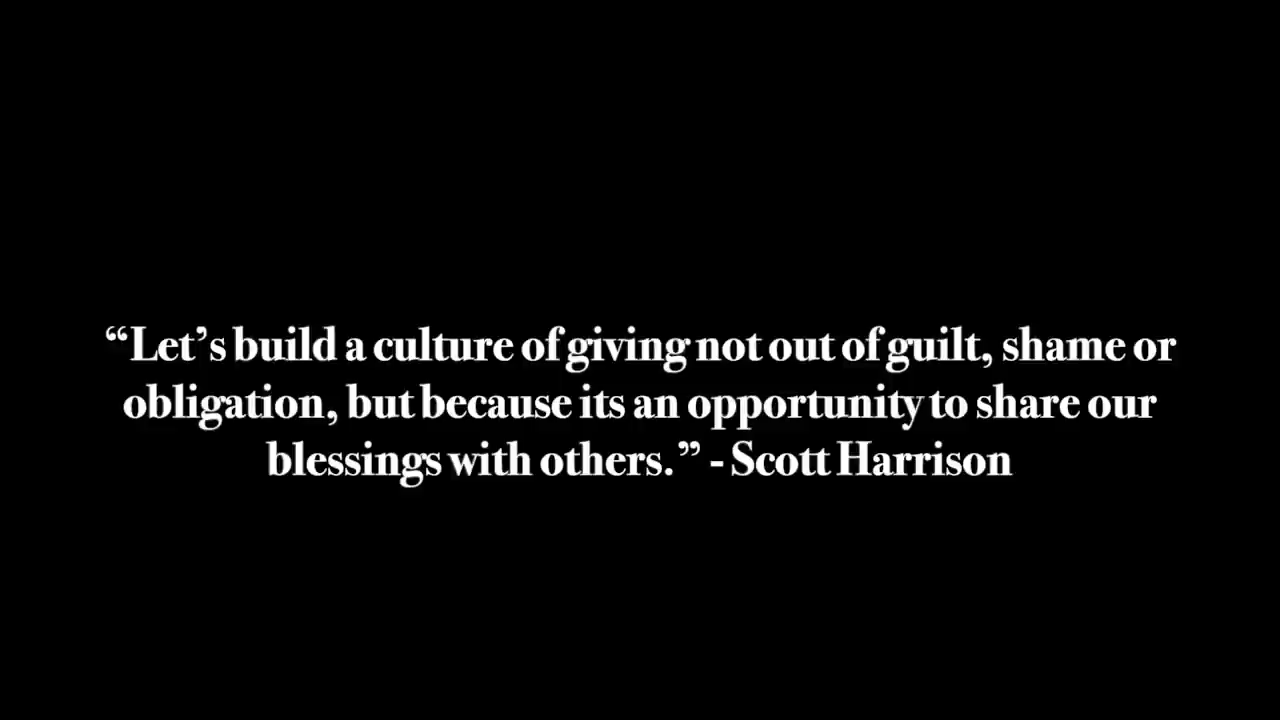 “Let’s build a culture of giving not out of guilt, shame or
obligation, but because its an opportunity to share our
blessings with others.” - Scott Harrison